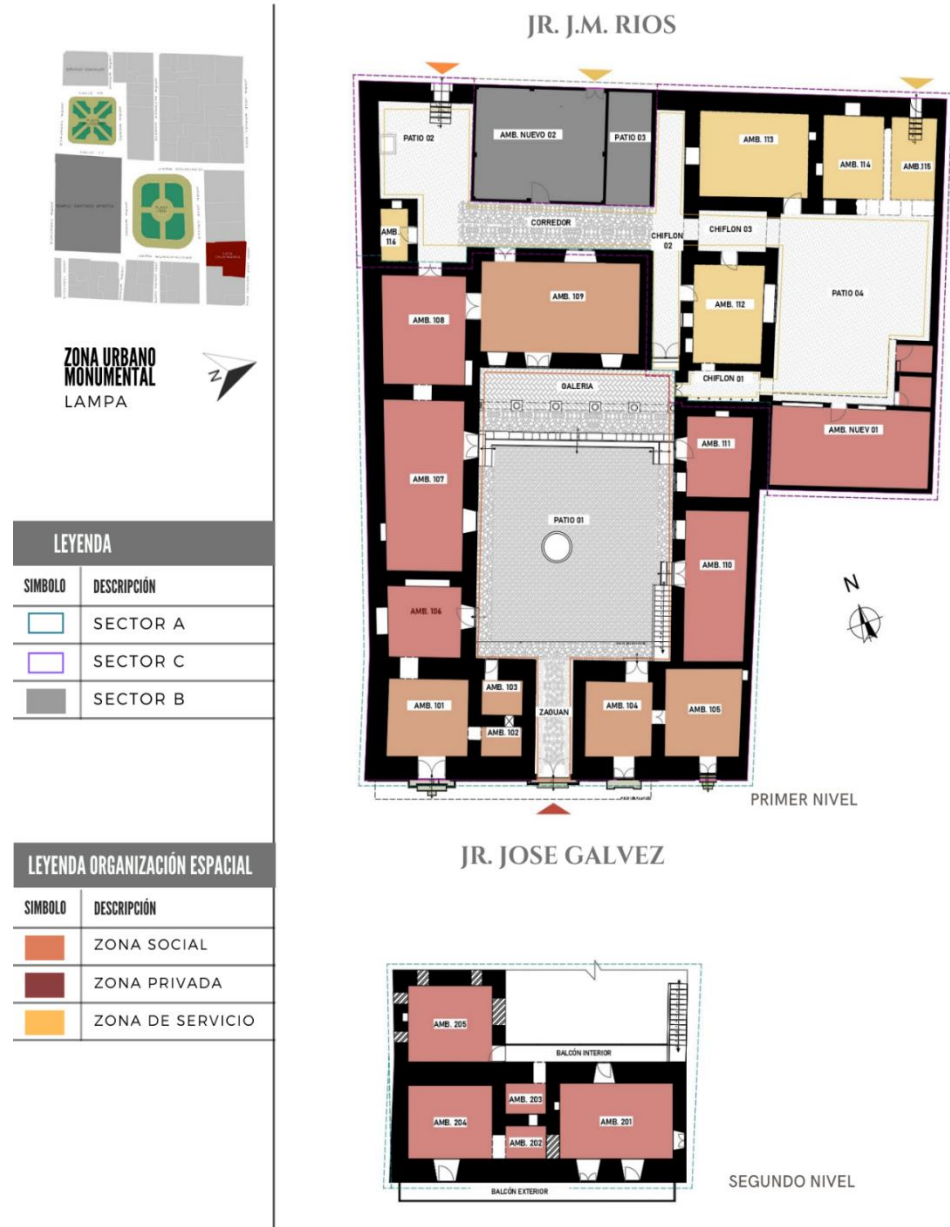 JR. J.M. RIOS
PLAZA
ZONA URBANO
MONUMENTAL
LAMPA
N
LEYENDA
SIMBOLO DESCRIPCIÓN
SECTOR A
SECTOR C
SECTOR B
LEYENDA ORGANIZACIÓN ESPACIAL
SIMBOLO DESCRIPCIÓN
ZONA SOCIAL
ZONA PRIVADA
ZONA DE SERVICIO
PATIO 02
AMB. NUEVO 02
PATIO 03
AMB. 113
AMB. 114
AMB.115
AMB.
116
CORREDOR
CHIFLON
02
CHIFLON 03
AMB. 108
AMB. 109
AMB. 112
PATIO 04
GALERIA
CHIFLON 01
AMB. 107
AMB. 111
AMB. NUEV 01
PATIO 01
AMB. 110
N
AMB. 106
AMB. 101
AMB. 103
AMB. 102
ZAGUAN
AMB. 104
AMB. 105
PRIMER NIVEL
JR. JOSE GALVEZ
AMB. 205
BALCÓN INTERIOR
AMB. 204
AMB. 203
AMB. 202
AMB. 201
BALCÓN EXTERIOR
SEGUNDO NIVEL